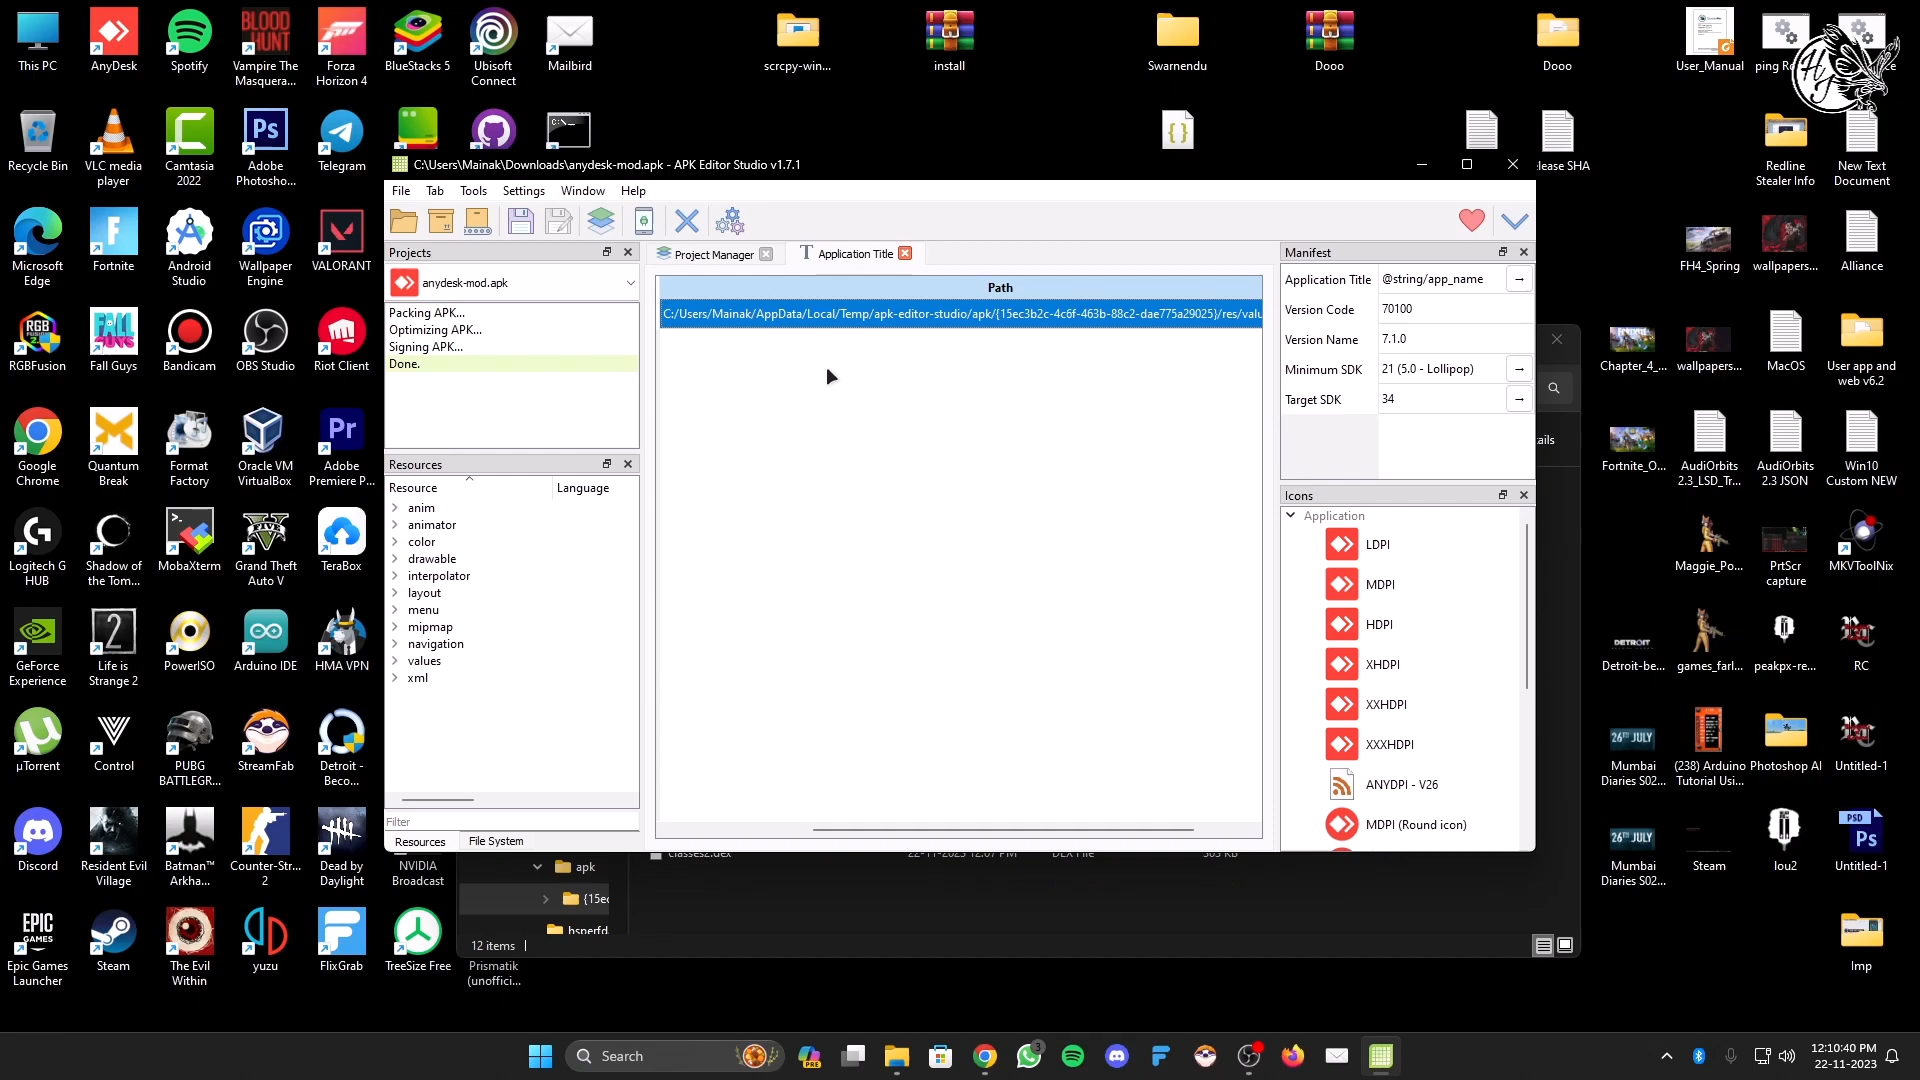 This PC
AnyDesk
Spotify
Vampire The
Masquera...
Forza
Horizon 4
BlueStacks 5
Ubisoft
Connect
Mailbird
scrcpy-win...
install
Swarnendu
Dooo
Dooo
User_Manual
Recycle Bin
VLC media
player
Camtasia
2022
Adobe
Photosho...
Telegram
Redline
Stealer Info
New Text
Document
C:\Users\Mainak\Downloads\anydesk-mod.apk - APK Editor Studio v1.7.1
File
Tab
Tools
Settings
Window
Help
Projects
anydesk-mod.apk
Packing APK...
Optimizing APK...
Signing APK...
Done.
Resources
Resource
Language
anim
animator
color
drawable
interpolator
layout
menu
mipmap
navigation
values
xml
Filter
Resources
File System
Project Manager
Application Title
Path
C:/Users/Mainak/AppData/Local/Temp/apk-editor-studio/apk/{15ec3b2c-4c6f-463b-88c2-dae775a29025}/res/valu
Manifest
Application Title
@string/app_name
Version Code
70100
Version Name
7.1.0
Minimum SDK
21 (5.0 - Lollipop)
Target SDK
34
Icons
Application
LDPI
MDPI
HDPI
XHDPI
XXHDPI
XXXHDPI
ANYDPI - V26
MDPI (Round icon)
Microsoft
Edge
Fortnite
Android
Studio
Wallpaper
Engine
VALORANT
FH4_Spring
wallpapers...
Alliance
RGBFusion
Fall Guys
Bandicam
OBS Studio
Riot Client
Chapter_4_...
wallpapers...
MacOS
User app and
web v6.2
Google
Chrome
Quantum
Break
Format
Factory
Oracle VM
VirtualBox
Adobe
Premiere P...
Fortnite_O...
AudiOrbits
2.3_LSD_Tr...
AudiOrbits
2.3 JSON
Win10
Custom NEW
Logitech G
HUB
Shadow of
the Tom...
MobaXterm
Grand Theft
Auto V
TeraBox
Maggie_Po...
PrtScr
capture
MKVToolNix
GeForce
Experience
Life is
Strange 2
PowerISO
Arduino IDE
HMA VPN
Detroit-be...
games_farl...
peakpx-re...
RC
µTorrent
Control
PUBG
BATTLEGR...
StreamFab
Detroit -
Beco...
26TH JULY
Mumbai
Diaries S02...
(238) Arduino
Tutorial Usi...
Photoshop AI
Untitled-1
Discord
Resident Evil
Village
Batman™
Arkha...
Counter-Str...
2
Dead by
Daylight
NVIDIA
Broadcast
26TH JULY
Mumbai
Diaries S02...
Steam
lou2
Untitled-1
apk
{15ec
hsperfd
12 items
Epic Games
Launcher
Steam
The Evil
Within
yuzu
FlixGrab
TreeSize Free
Prismatik
(unoffici...
Imp
Search
12:10:40 PM
22-11-2023